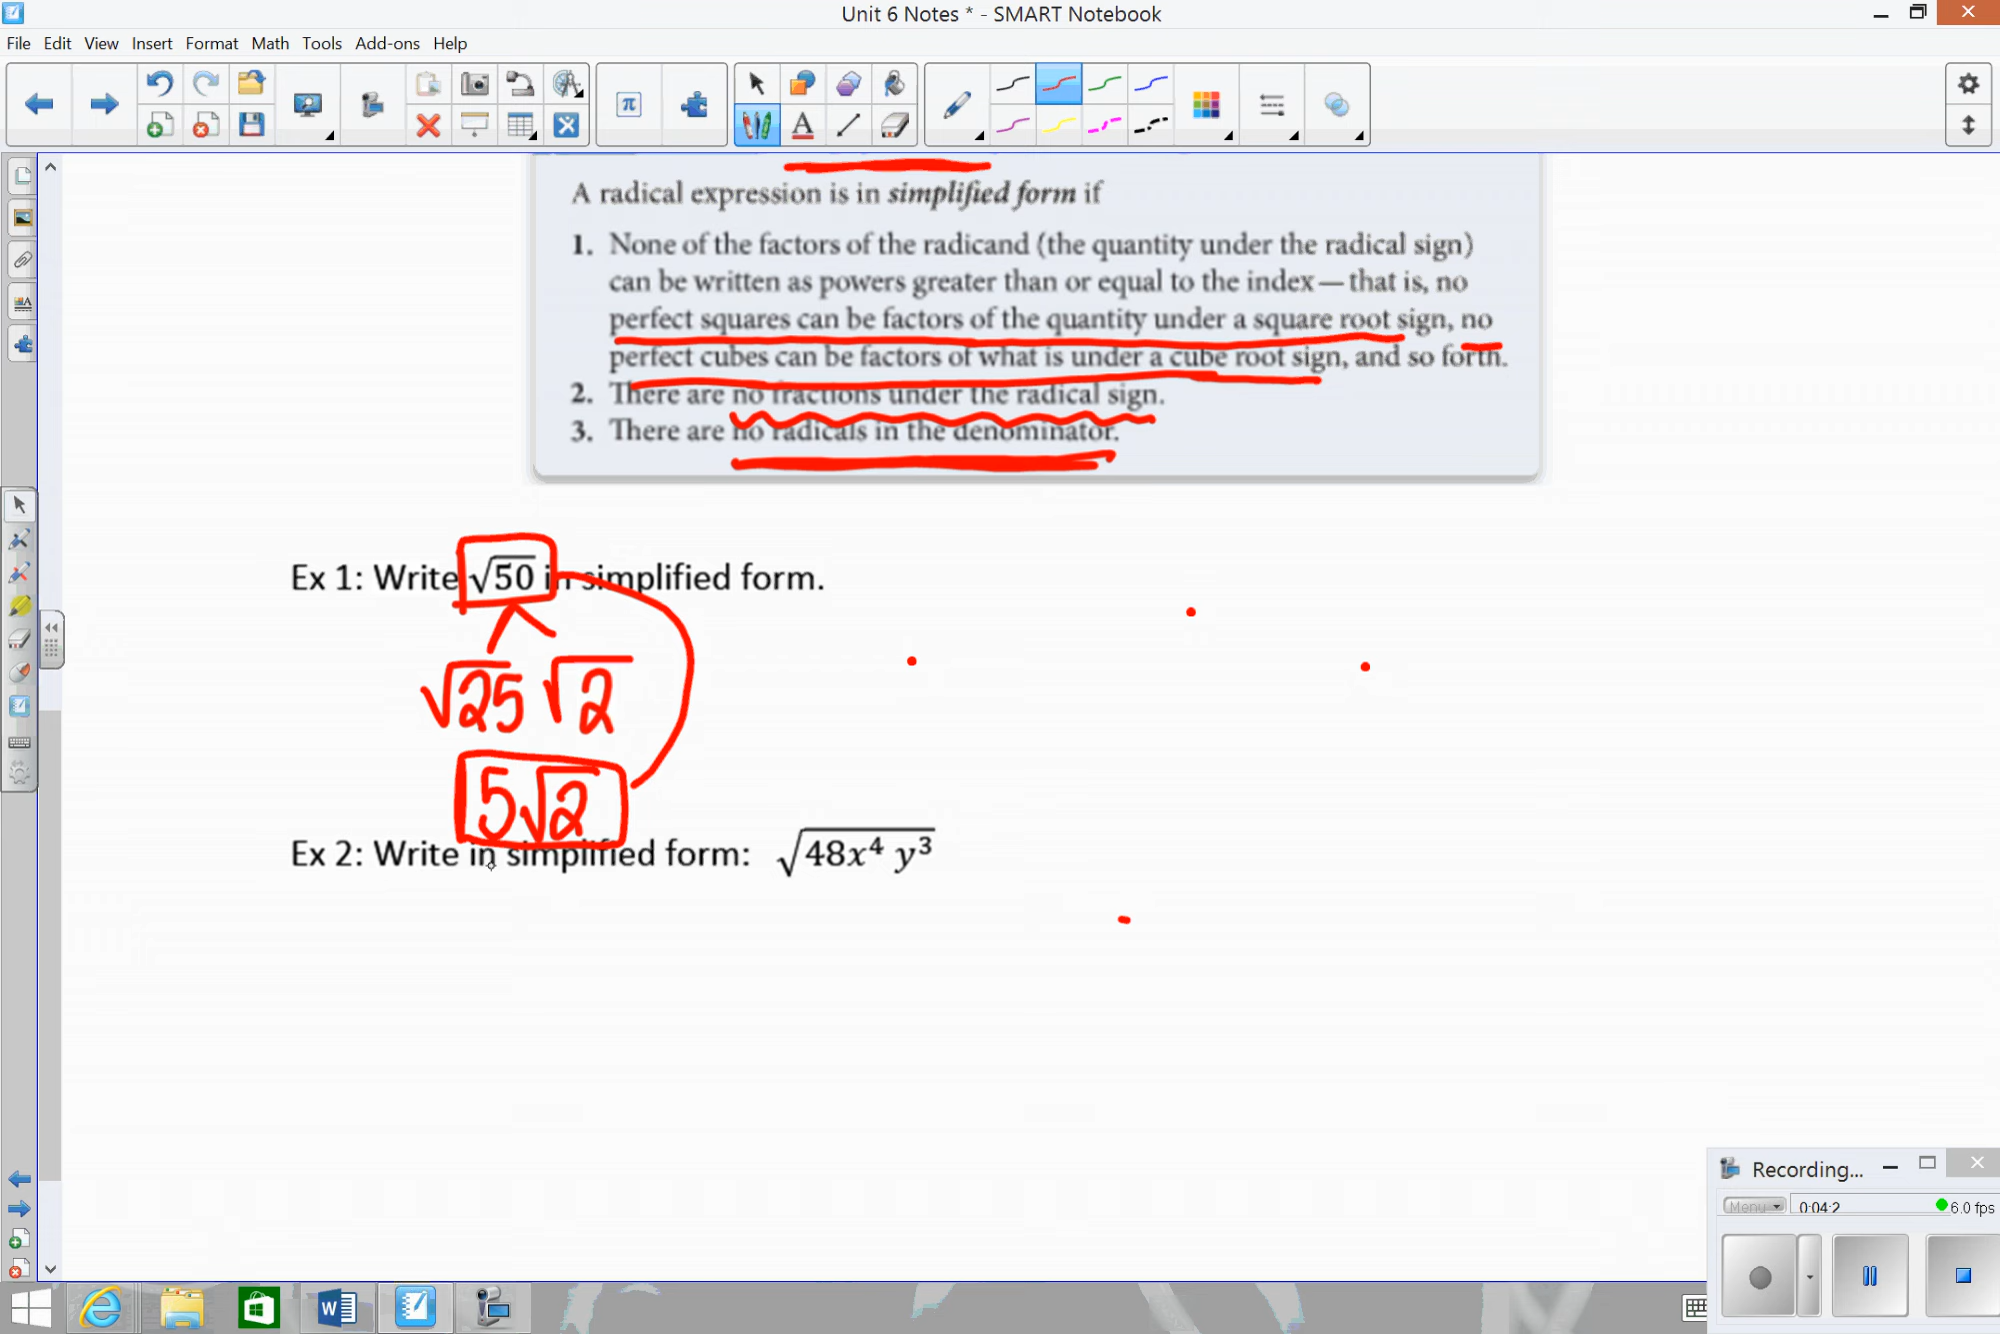 Unit 6 Notes * - SMART Notebook
File Edit View Insert Format Math Tools Add-ons Help
A radical expression is in simplified form if
1. None of the factors of the radicand (the quantity under the radical sign)
can be written as powers greater than or equal to the index—that is, no
perfect squares can be factors of the quantity under a square root sign, no
perfect cubes can be factors of what is under a cube root sign, and so forth.
2. There are no fractions under the radical sign.
3. There are no radicals in the denominator.
Ex 1: Write √50 in simplified form.
√25 √2
5√2
Ex 2: Write in simplified form: √48x⁴ y³
Recording...
Menu 0:04:2 6.0 fps